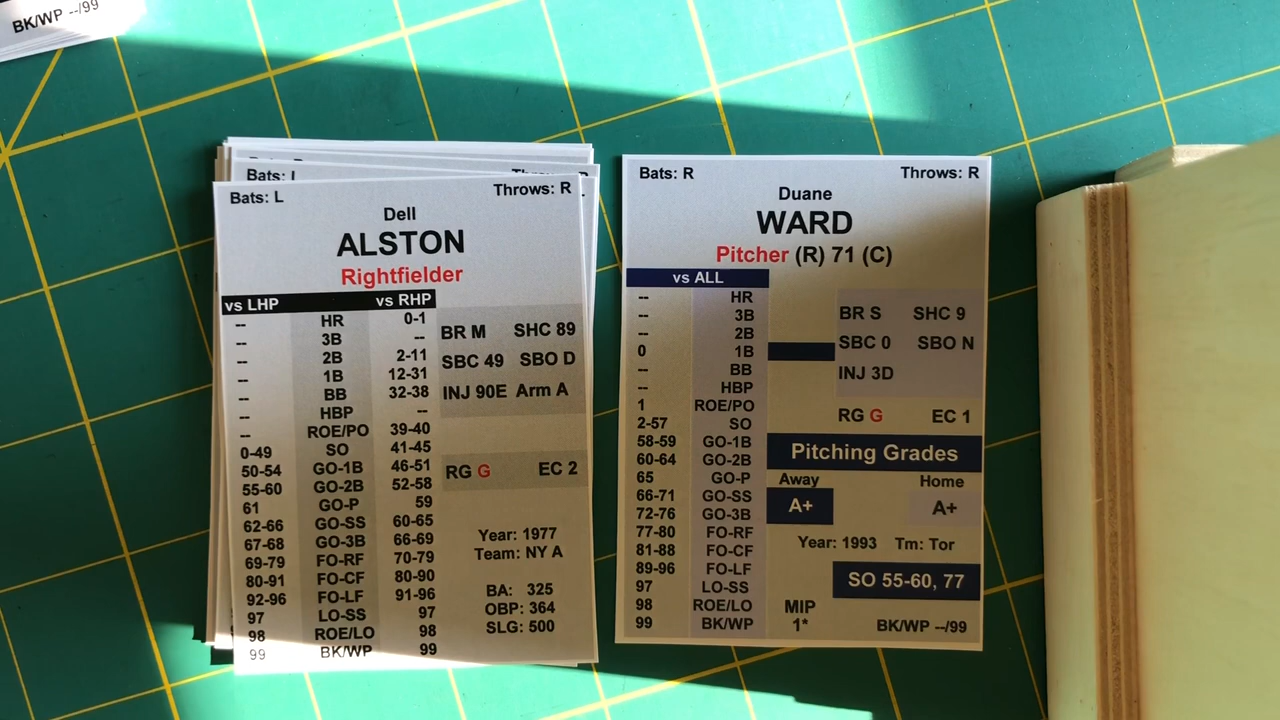 BK/WP --/99
Bats: L
Bats: L Throws: R
Dell
ALSTON
Rightfielder
vs LHP vs RHP
-- HR 0-1
-- 3B --
-- 2B 2-11
-- 1B 12-31
-- BB 32-38
-- HBP --
-- ROE/PO 39-40
0-49 SO 41-45
50-54 GO-1B 46-51
55-60 GO-2B 52-58
61 GO-P 59
62-66 GO-SS 60-65
67-68 GO-3B 66-69
69-79 FO-RF 70-79
80-91 FO-CF 80-90
92-96 FO-LF 91-96
97 LO-SS 97
98 ROE/LO 98
99 BK/WP 99
BR M SHC 89
SBC 49 SBO D
INJ 90E Arm A
RG G EC 2
Year: 1977
Team: NY A
BA: 325
OBP: 364
SLG: 500
Bats: R Throws: R
Duane
WARD
Pitcher (R) 71 (C)
vs ALL
-- HR
-- 3B
-- 2B
0 1B
-- BB
-- HBP
1 ROE/PO
2-57 SO
58-59 GO-1B
60-64 GO-2B
65 GO-P
66-71 GO-SS
72-76 GO-3B
77-80 FO-RF
81-88 FO-CF
89-96 FO-LF
97 LO-SS
98 ROE/LO
99 BK/WP
BR S SHC 9
SBC 0 SBO N
INJ 3D
RG G EC 1
Pitching Grades
Away Home
A+ A+
Year: 1993 Tm: Tor
SO 55-60, 77
MIP
1*
BK/WP --/99